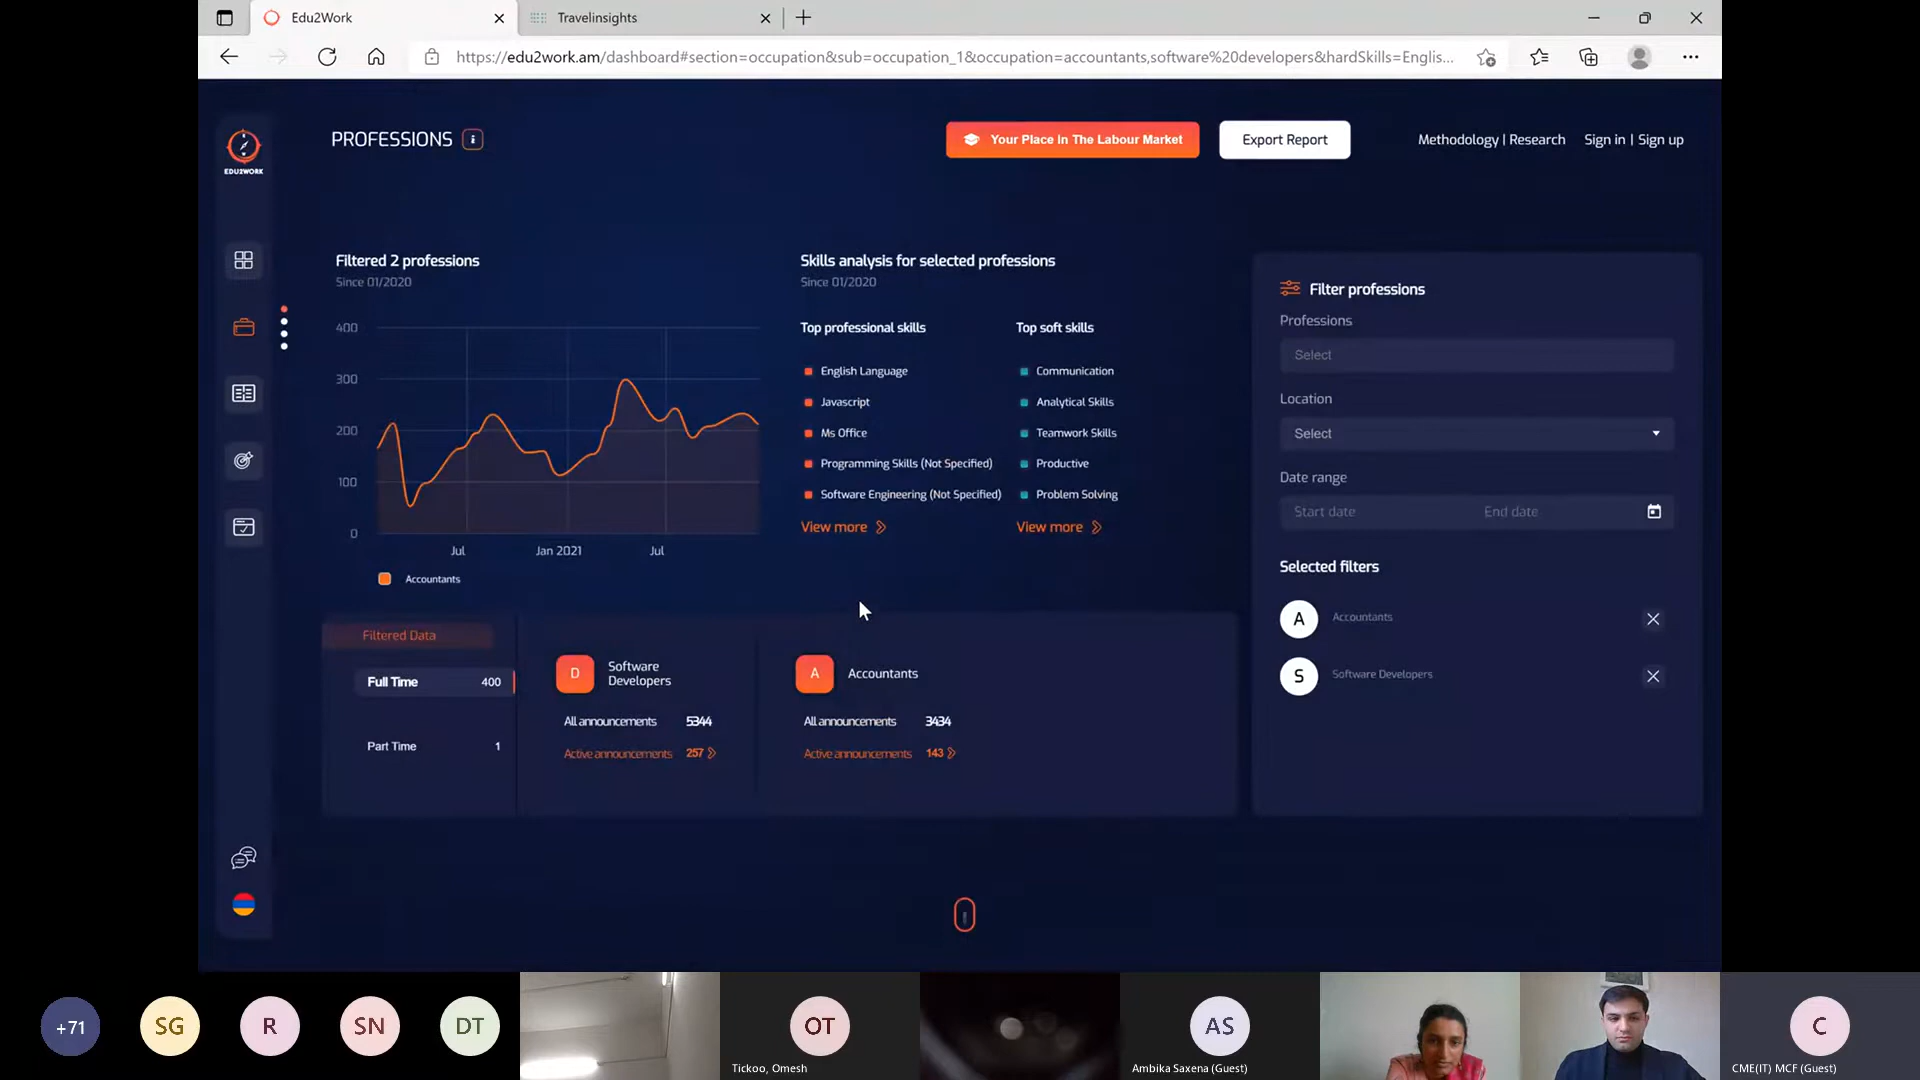 Edu2Work
Travelinsights
https://edu2work.am/dashboard#section=occupation&sub=occupation_1&occupation=accountants,software%20developers&hardSkills=Englis...
EDU2WORK
PROFESSIONS
i
Your Place in The Labour Market
Export Report
Methodology | Research
Sign in | Sign up
Filtered 2 professions
Since 01/2020
400
300
200
100
0
Jul
Jan 2021
Jul
Accountants
Skills analysis for selected professions
Since 01/2020
Top professional skills
English Language
Javascript
Ms Office
Programming Skills (Not Specified)
Software Engineering (Not Specified)
View more
Top soft skills
Communication
Analytical Skills
Teamwork Skills
Productive
Problem Solving
View more
Filter professions
Professions
Select
Location
Select
Date range
Start date
End date
Selected filters
A
Accountants
S
Software Developers
Filtered Data
Full Time 400
Part Time 1
D
Software
Developers
All announcements 5344
Active announcements 257
A
Accountants
All announcements 3434
Active announcements 143
+71
SG
R
SN
DT
OT
Tickoo, Omesh
AS
Ambika Saxena (Guest)
C
CME(IT) MCF (Guest)